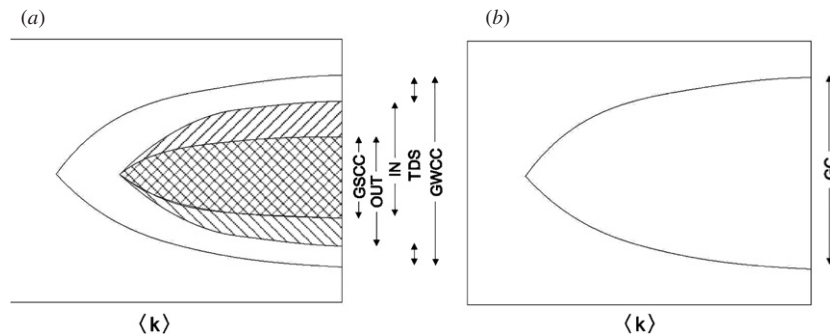 (a)
(b)
GSCC
OUT
IN
TDS
GWCC
GC
⟨k⟩
⟨k⟩